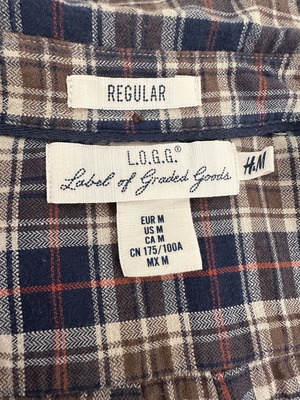 REGULAR
L.O.G.G.
Label of Graded Goods
H&M
EUR M
US M
CA M
CN 175/100A
MX M